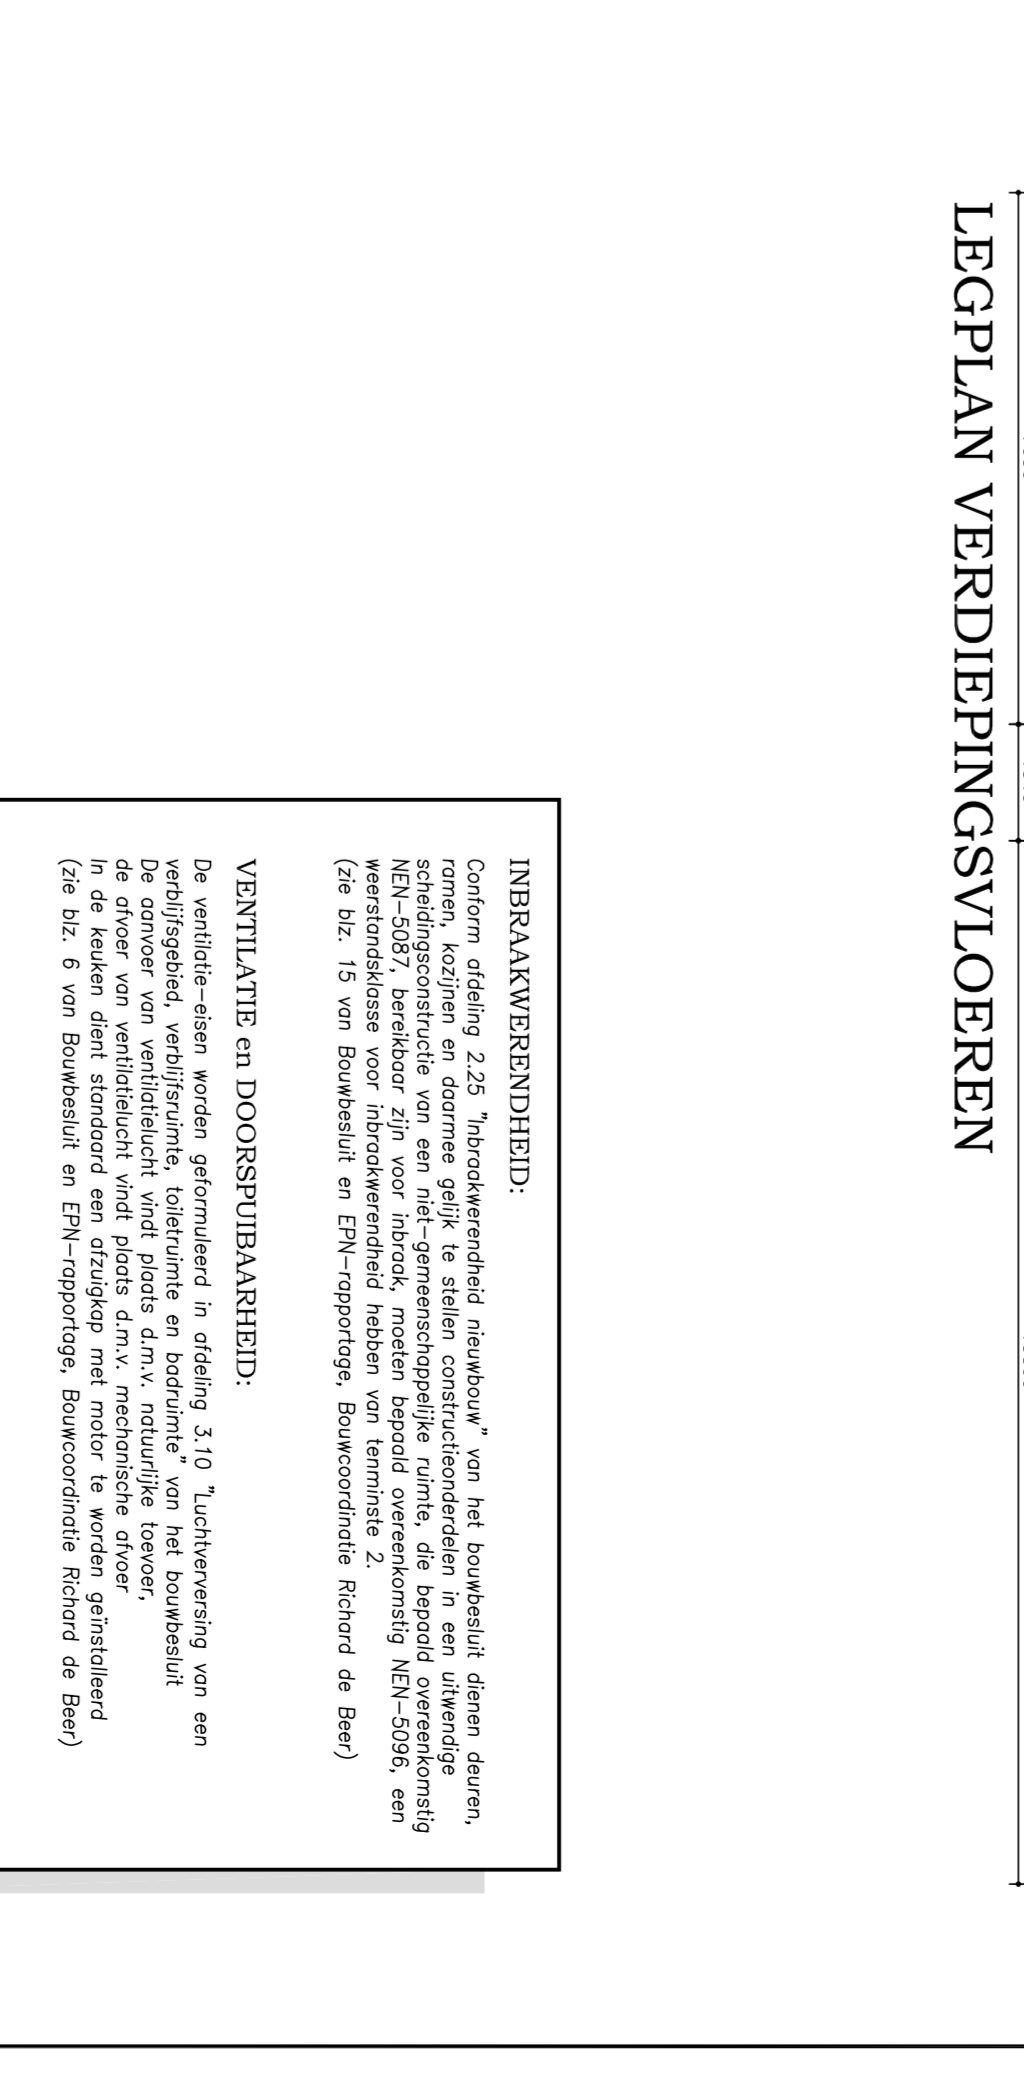 LEGPLAN VERDIEPINGSVLOEREN
INBRAAKWERENDHEID:
Conform afdeling 2.25 "Inbraakwerendheid nieuwbouw" van het bouwbesluit dienen deuren,
ramen, kozijnen en daarmee gelijk te stellen constructieonderdelen in een uitwendige
scheidingsconstructie van een niet-gemeenschappelijke ruimte, die bepaald overeenkomstig
NEN-5087, bereikbaar zijn voor inbraak, moeten bepaald overeenkomstig NEN-5096, een
weerstandsklasse voor inbraakwerendheid hebben van tenminste 2.
(zie blz. 15 van Bouwbesluit en EPN-rapportage, Bouwcoordinatie Richard de Beer)
VENTILATIE en DOORSPUIBAARHEID:
De ventilatie-eisen worden geformuleerd in afdeling 3.10 "Luchtverversing van een
verblijfsgebied, verblijfsruimte, toiletruimte en badruimte" van het bouwbesluit
De aanvoer van ventilatielucht vindt plaats d.m.v. natuurlijke toevoer,
de afvoer van ventilatielucht vindt plaats d.m.v. mechanische afvoer
In de keuken dient standaard een afzuigkap met motor te worden geïnstalleerd
(zie blz. 6 van Bouwbesluit en EPN-rapportage, Bouwcoordinatie Richard de Beer)